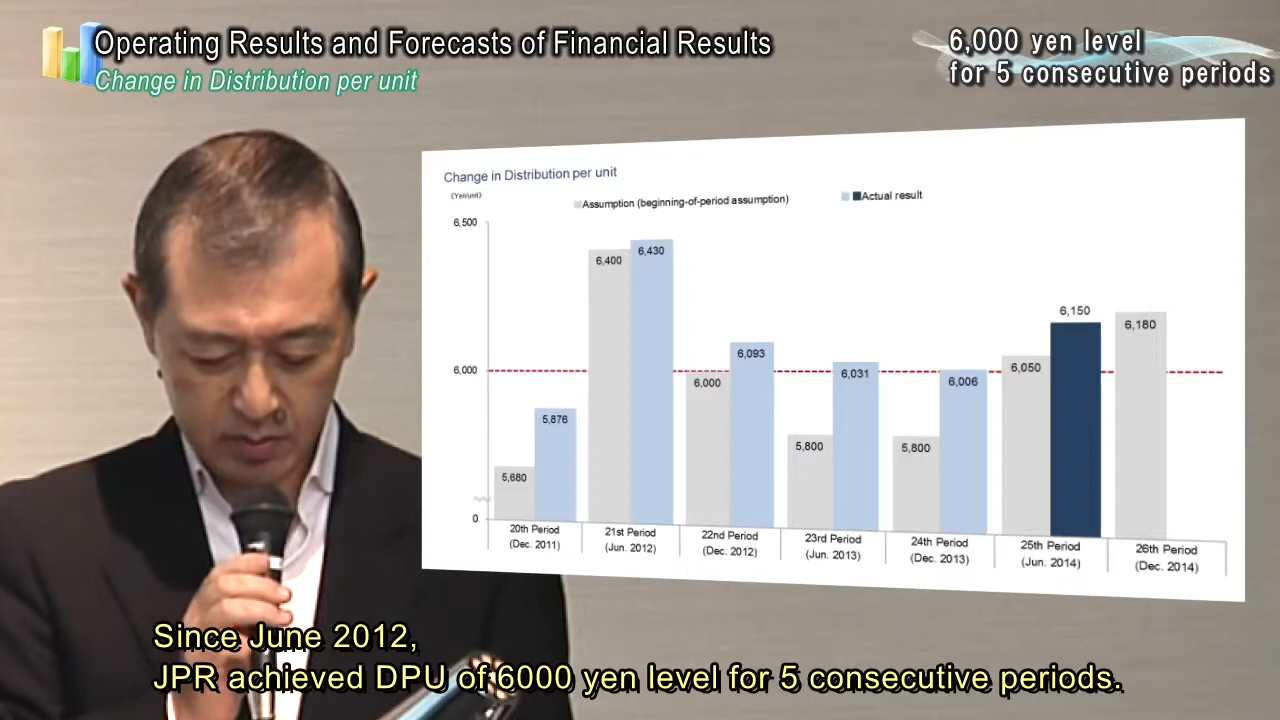 Operating Results and Forecasts of Financial Results
Change in Distribution per unit
6,000 yen level
for 5 consecutive periods
Change in Distribution per unit
(Yen/unit)
Assumption (beginning-of-period assumption)
Actual result
6,500
6,000
0
5,680
5,876
6,400
6,430
6,000
6,093
5,800
6,031
5,800
6,006
6,050
6,150
6,180
20th Period
(Dec. 2011)
21st Period
(Jun. 2012)
22nd Period
(Dec. 2012)
23rd Period
(Jun. 2013)
24th Period
(Dec. 2013)
25th Period
(Jun. 2014)
26th Period
(Dec. 2014)
Since June 2012,
JPR achieved DPU of 6000 yen level for 5 consecutive periods.